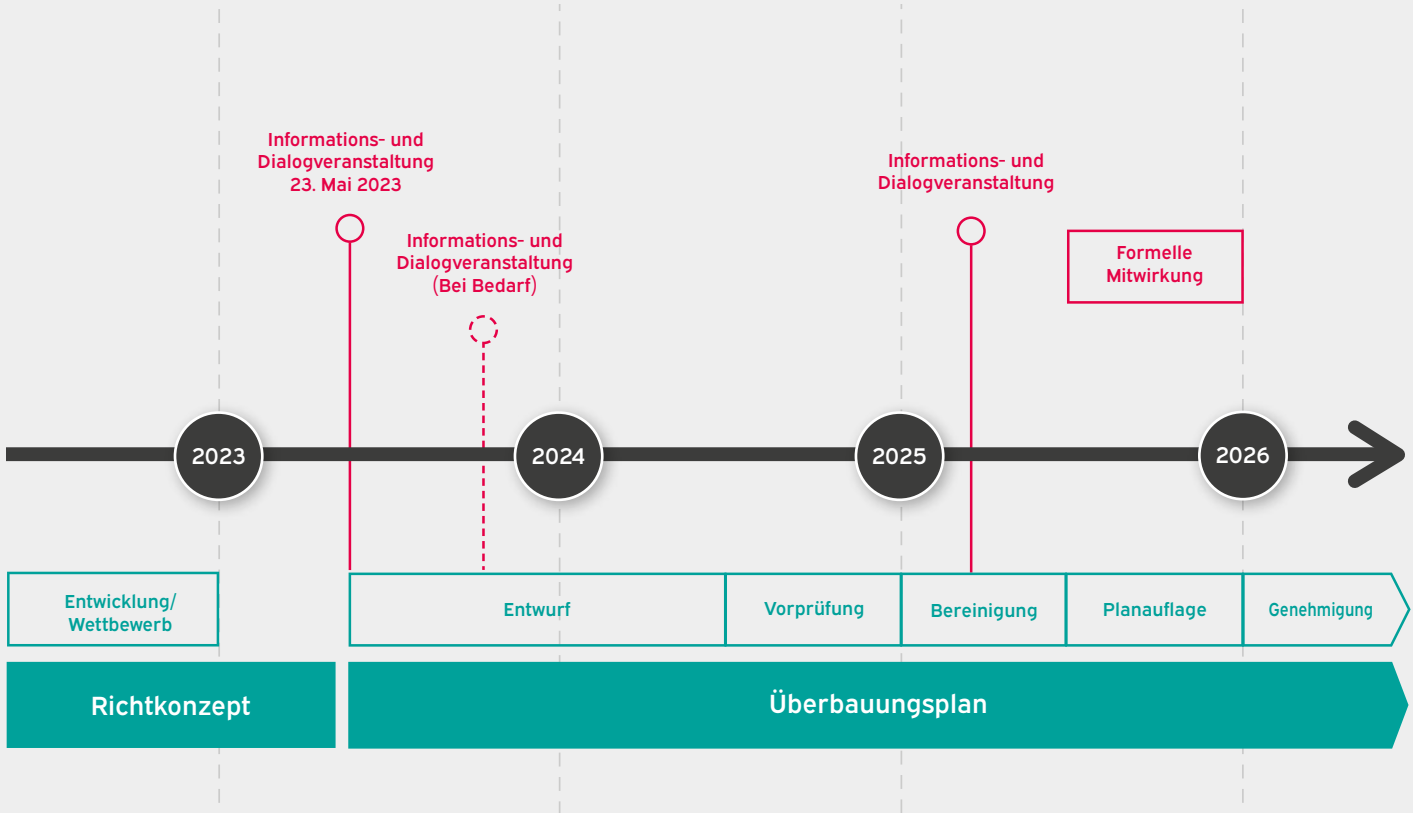 Informations- und
Dialogveranstaltung
23. Mai 2023
Informations- und
Dialogveranstaltung
(Bei Bedarf)
Informations- und
Dialogveranstaltung
Formelle
Mitwirkung
2023
2024
2025
2026
Entwicklung/
Wettbewerb
Entwurf
Vorprüfung
Bereinigung
Planauflage
Genehmigung
Richtkonzept
Überbauungsplan